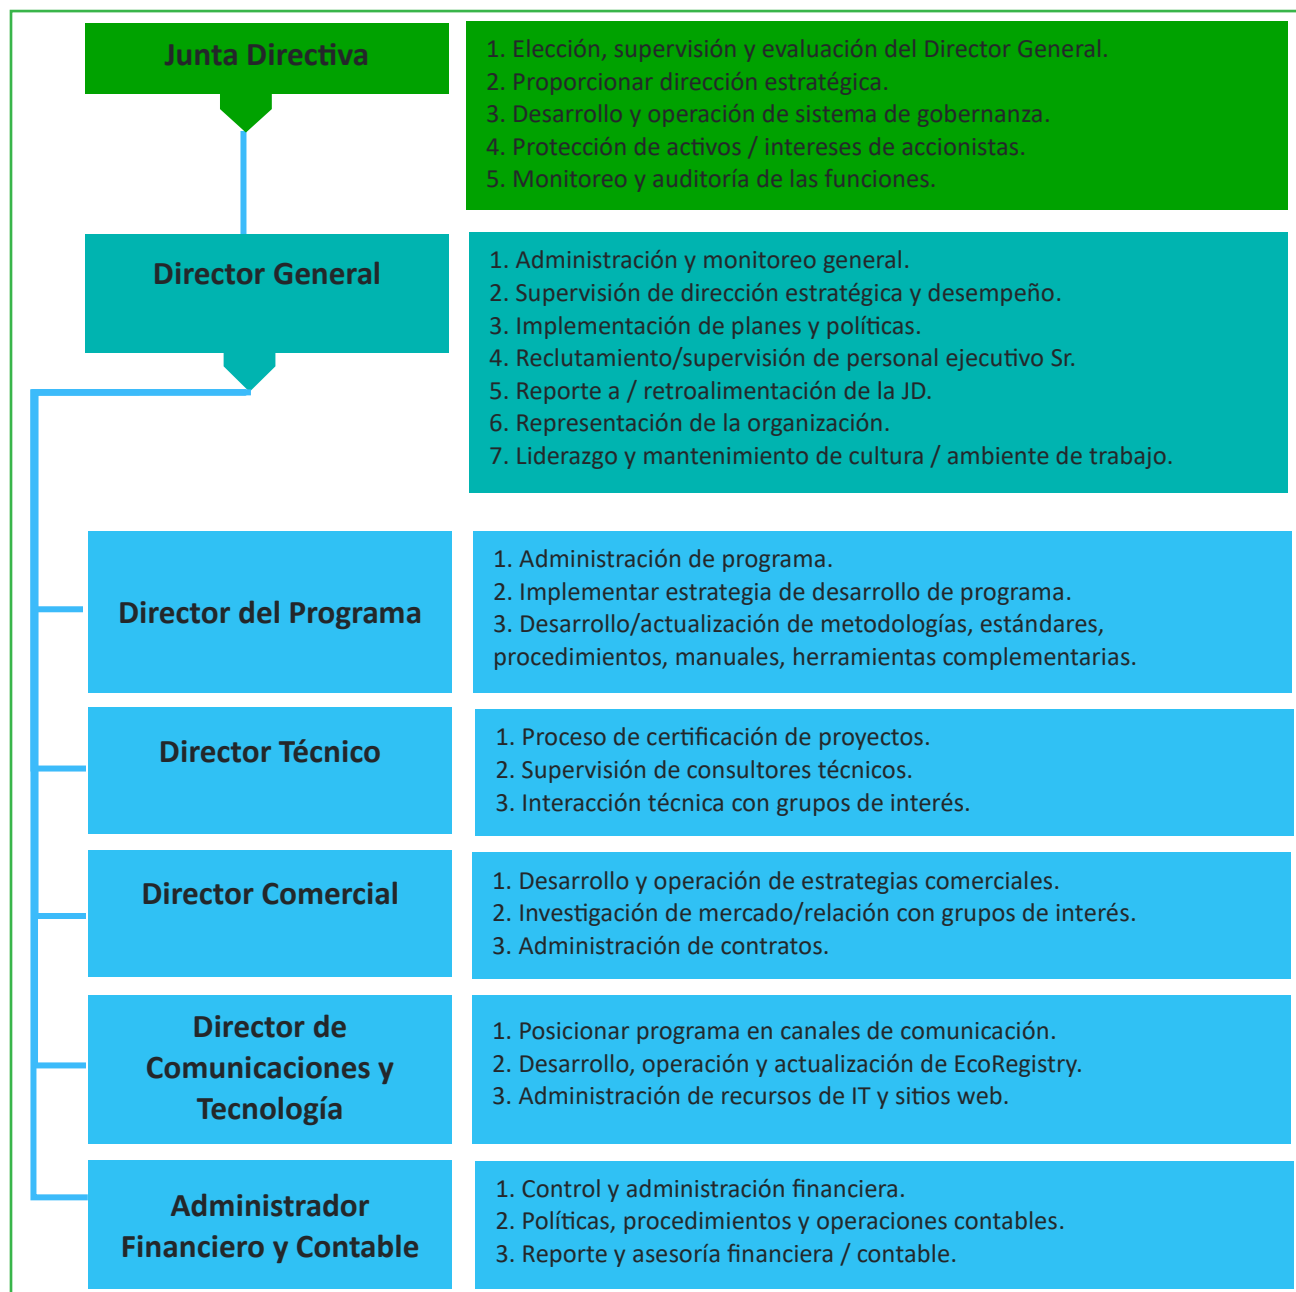 Junta Directiva
1. Elección, supervisión y evaluación del Director General.
2. Proporcionar dirección estratégica.
3. Desarrollo y operación de sistema de gobernanza.
4. Protección de activos / intereses de accionistas.
5. Monitoreo y auditoría de las funciones.
Director General
1. Administración y monitoreo general.
2. Supervisión de dirección estratégica y desempeño.
3. Implementación de planes y políticas.
4. Reclutamiento/supervisión de personal ejecutivo Sr.
5. Reporte a / retroalimentación de la JD.
6. Representación de la organización.
7. Liderazgo y mantenimiento de cultura / ambiente de trabajo.
Director del Programa
1. Administración de programa.
2. Implementar estrategia de desarrollo de programa.
3. Desarrollo/actualización de metodologías, estándares,
procedimientos, manuales, herramientas complementarias.
Director Técnico
1. Proceso de certificación de proyectos.
2. Supervisión de consultores técnicos.
3. Interacción técnica con grupos de interés.
Director Comercial
1. Desarrollo y operación de estrategias comerciales.
2. Investigación de mercado/relación con grupos de interés.
3. Administración de contratos.
Director de
Comunicaciones y
Tecnología
1. Posicionar programa en canales de comunicación.
2. Desarrollo, operación y actualización de EcoRegistry.
3. Administración de recursos de IT y sitios web.
Administrador
Financiero y Contable
1. Control y administración financiera.
2. Políticas, procedimientos y operaciones contables.
3. Reporte y asesoría financiera / contable.